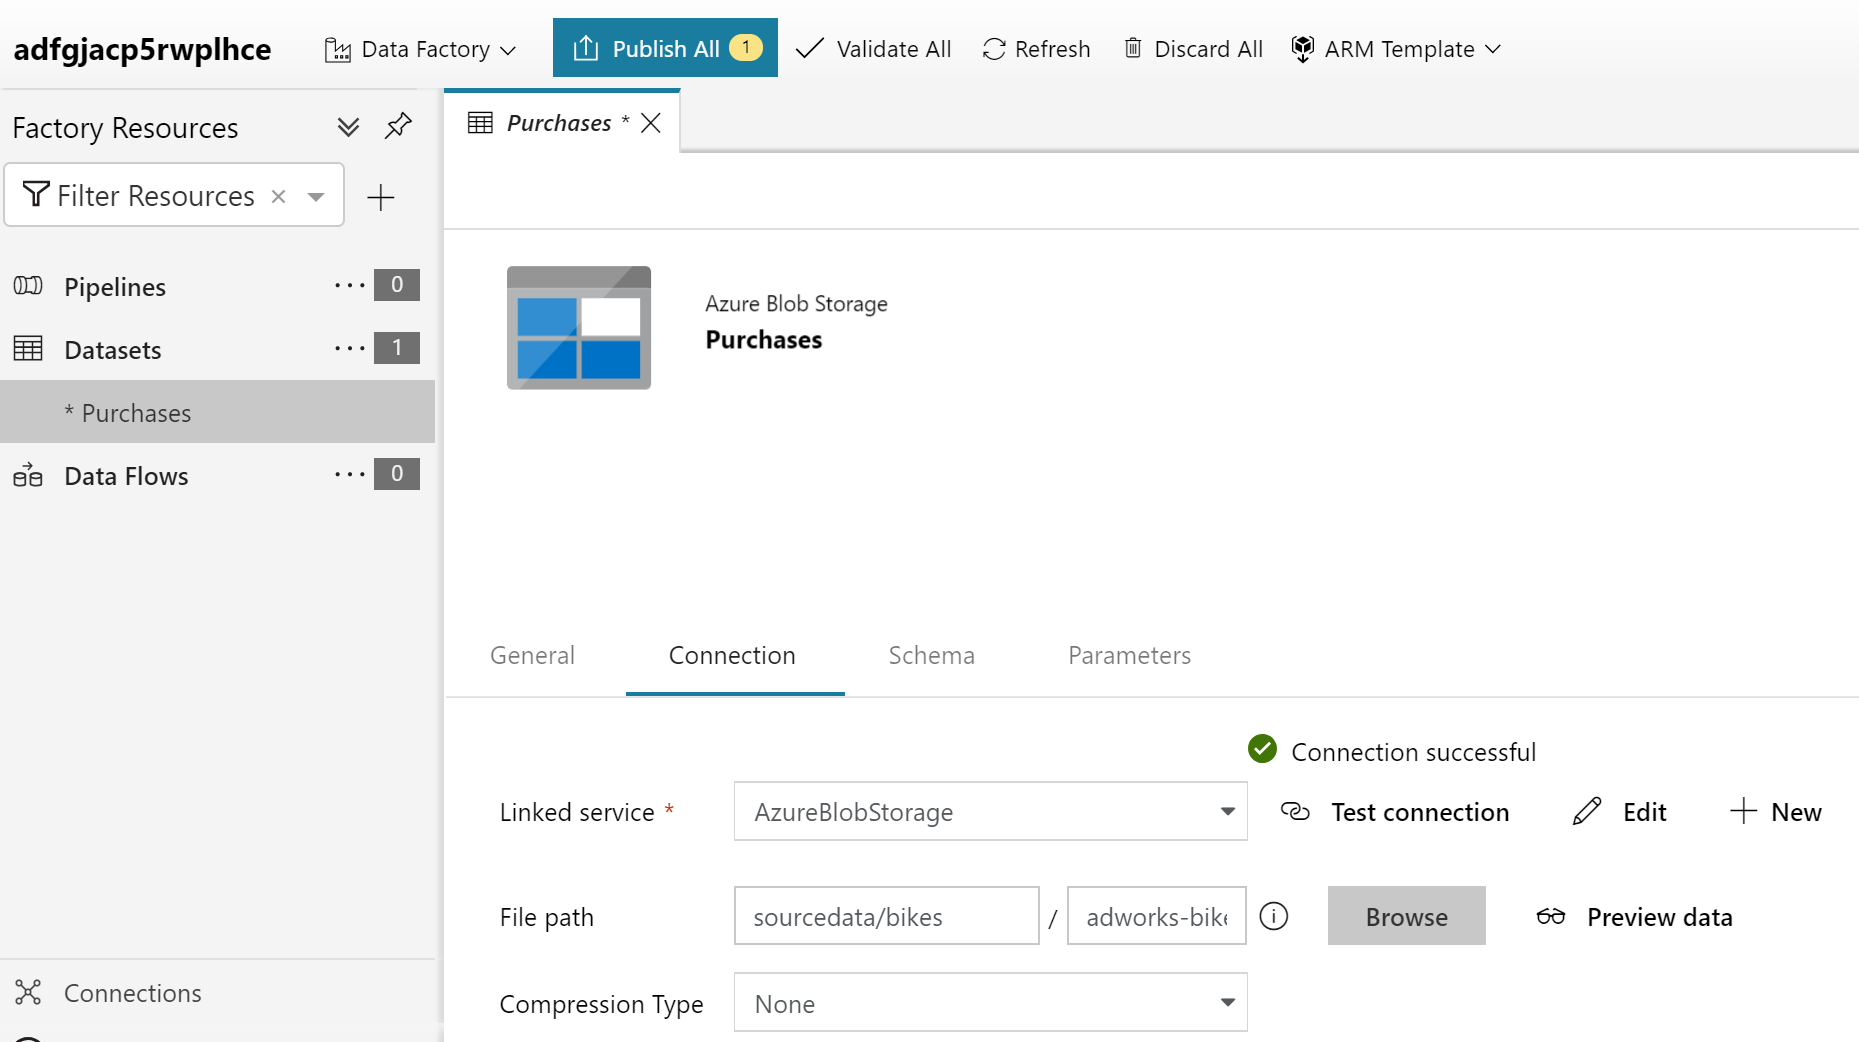 adfgjacp5rwplhce
Data Factory
Publish All 1
Validate All
Refresh
Discard All
ARM Template
Factory Resources
Filter Resources
Pipelines ... 0
Datasets ... 1
* Purchases
Data Flows ... 0
Connections
Purchases *
Azure Blob Storage
Purchases
General
Connection
Schema
Parameters
Connection successful
Linked service * AzureBlobStorage Test connection Edit New
File path sourcedata/bikes / adworks-bike Browse Preview data
Compression Type None